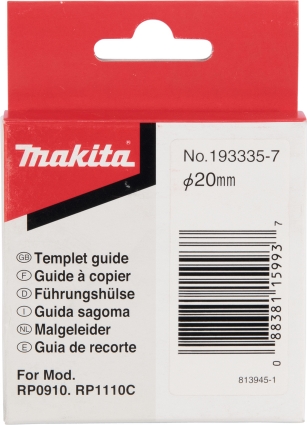 Makita
No.193335-7
ø20mm
GB Templet guide
F Guide à copier
D Führungshülse
I Guida sagoma
NL Malgeleider
E Guia de recorte
For Mod.
RP0910. RP1110C
0 88381 15993 7
813945-1